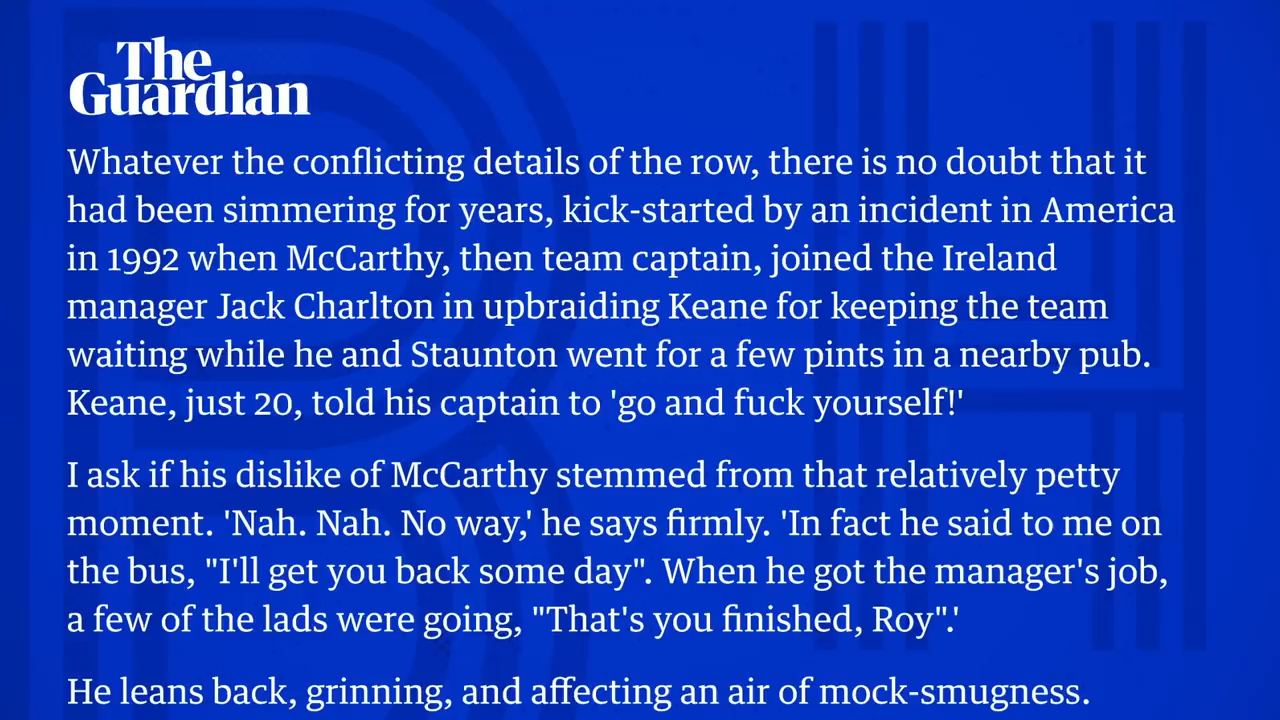 The
Guardian
Whatever the conflicting details of the row, there is no doubt that it
had been simmering for years, kick-started by an incident in America
in 1992 when McCarthy, then team captain, joined the Ireland
manager Jack Charlton in upbraiding Keane for keeping the team
waiting while he and Staunton went for a few pints in a nearby pub.
Keane, just 20, told his captain to 'go and fuck yourself!'
I ask if his dislike of McCarthy stemmed from that relatively petty
moment. 'Nah. Nah. No way,' he says firmly. 'In fact he said to me on
the bus, "I'll get you back some day". When he got the manager's job,
a few of the lads were going, "That's you finished, Roy".'
He leans back, grinning, and affecting an air of mock-smugness.